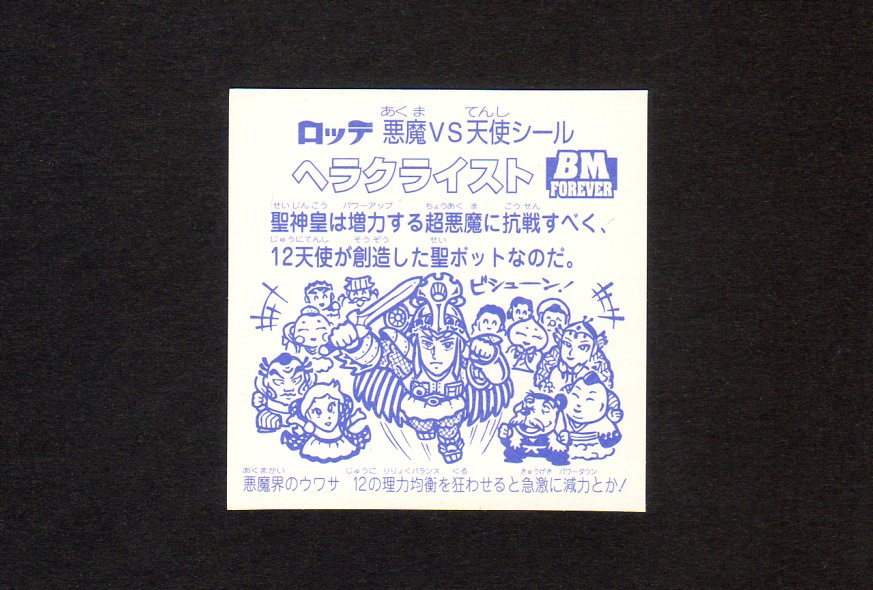 あくま てんし
ロッテ 悪魔VS天使シール
ヘラクライスト
BM
FOREVER
せいじんこう パワーアップ ちょうあくま こうせん
聖神皇は増力する超悪魔に抗戦すべく、
じゅうにてんし そうぞう せい
12天使が創造した聖ボットなのだ。
ビシューン!
あくまかい じゅうに りりょくバランス くる きゅうげき パワーダウン
悪魔界のウワサ 12の理力均衡を狂わせると急激に減力とか!